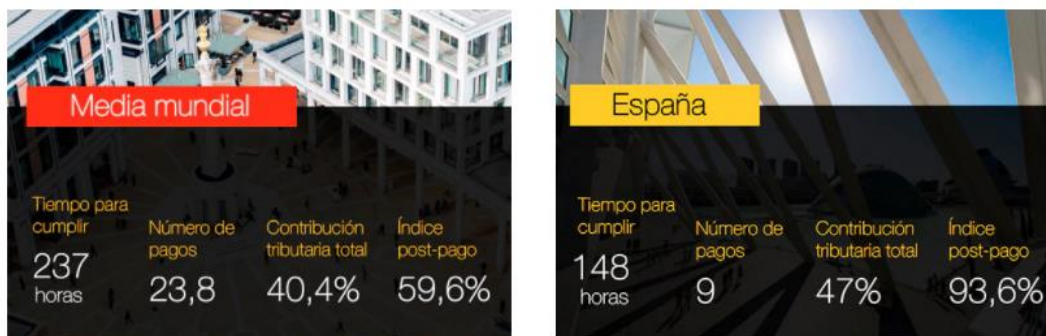 Media mundial
Tiempo para
cumplir
237
horas
Número de
pagos
23,8
Contribución
tributaria total
40,4%
Índice
post-pago
59,6%
España
Tiempo para
cumplir
148
horas
Número de
pagos
9
Contribución
tributaria total
47%
Índice
post-pago
93,6%